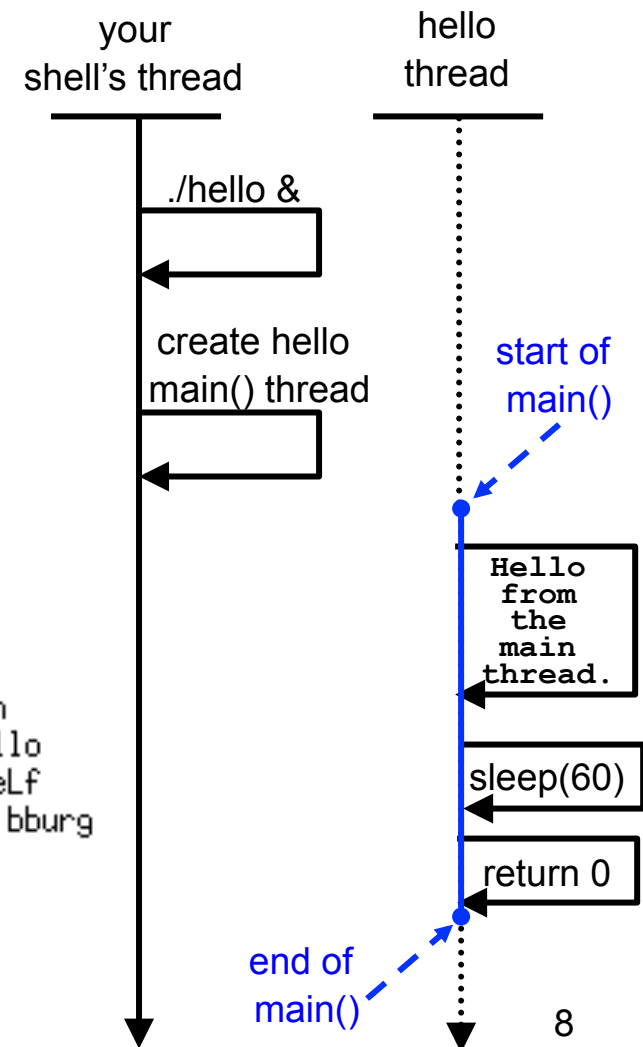 your
shell's thread
hello
thread
./hello &
create hello
main() thread
start of
main()
Hello
from
the
main
thread.
sleep(60)
return 0
end of
main()
llo
eLf
bburg
8